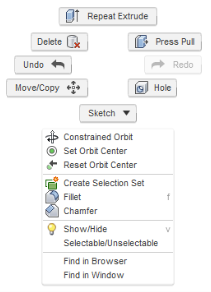 Repeat Extrude
Delete Press Pull
Undo Redo
Move/Copy Hole
Sketch
Constrained Orbit
Set Orbit Center
Reset Orbit Center
Create Selection Set
Fillet f
Chamfer
Show/Hide v
Selectable/Unselectable
Find in Browser
Find in Window